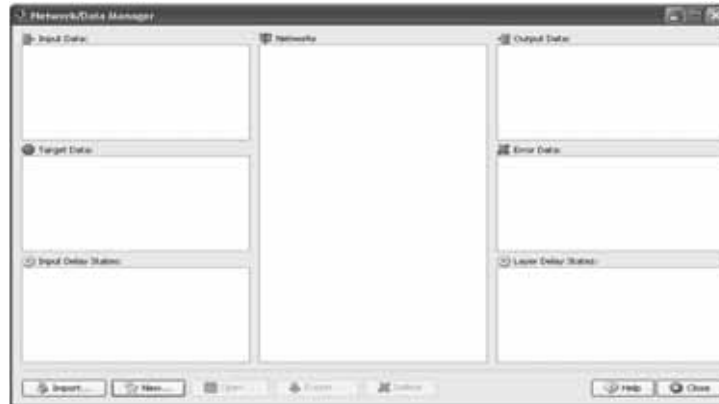 Network/Data Manager
Input Data:
Networks
Output Data:
Target Data:
Error Data:
Input Delay States:
Layer Delay States:
Import...
New...
Open...
Export...
Delete
Help
Close